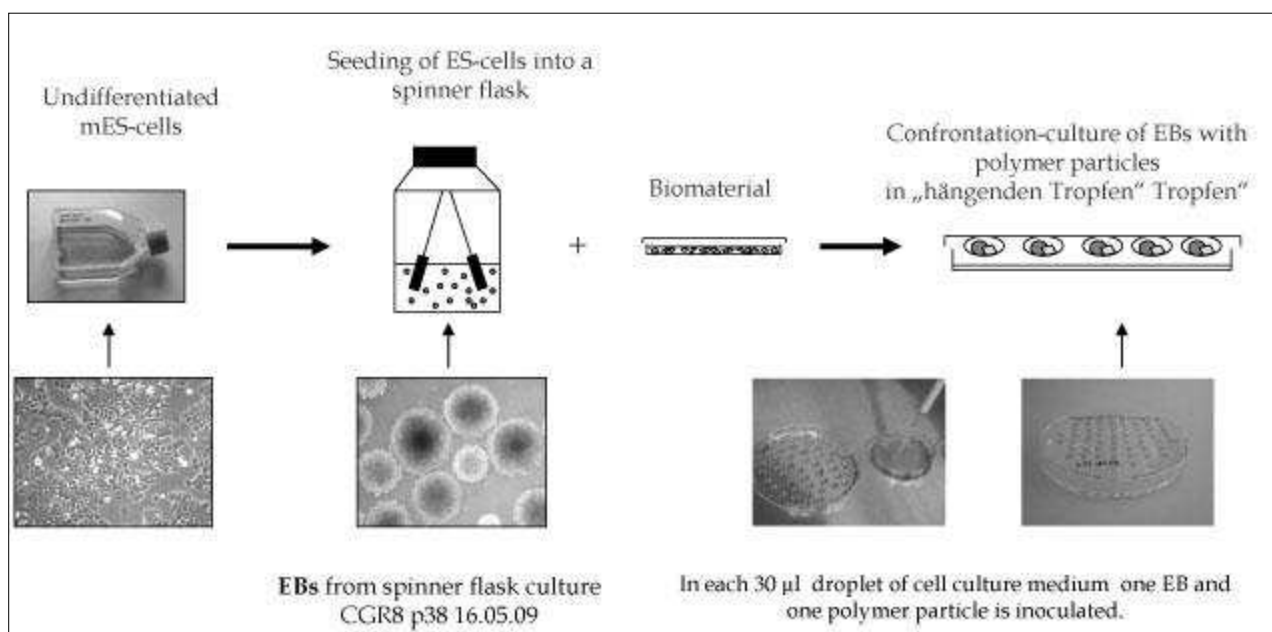 Undifferentiated
mES-cells
Seeding of ES-cells into a
spinner flask
+
Biomaterial
Confrontation-culture of EBs with
polymer particles
in „hängenden Tropfen“ Tropfen“
EBs from spinner flask culture
CGR8 p38 16.05.09
In each 30 µl droplet of cell culture medium one EB and
one polymer particle is inoculated.